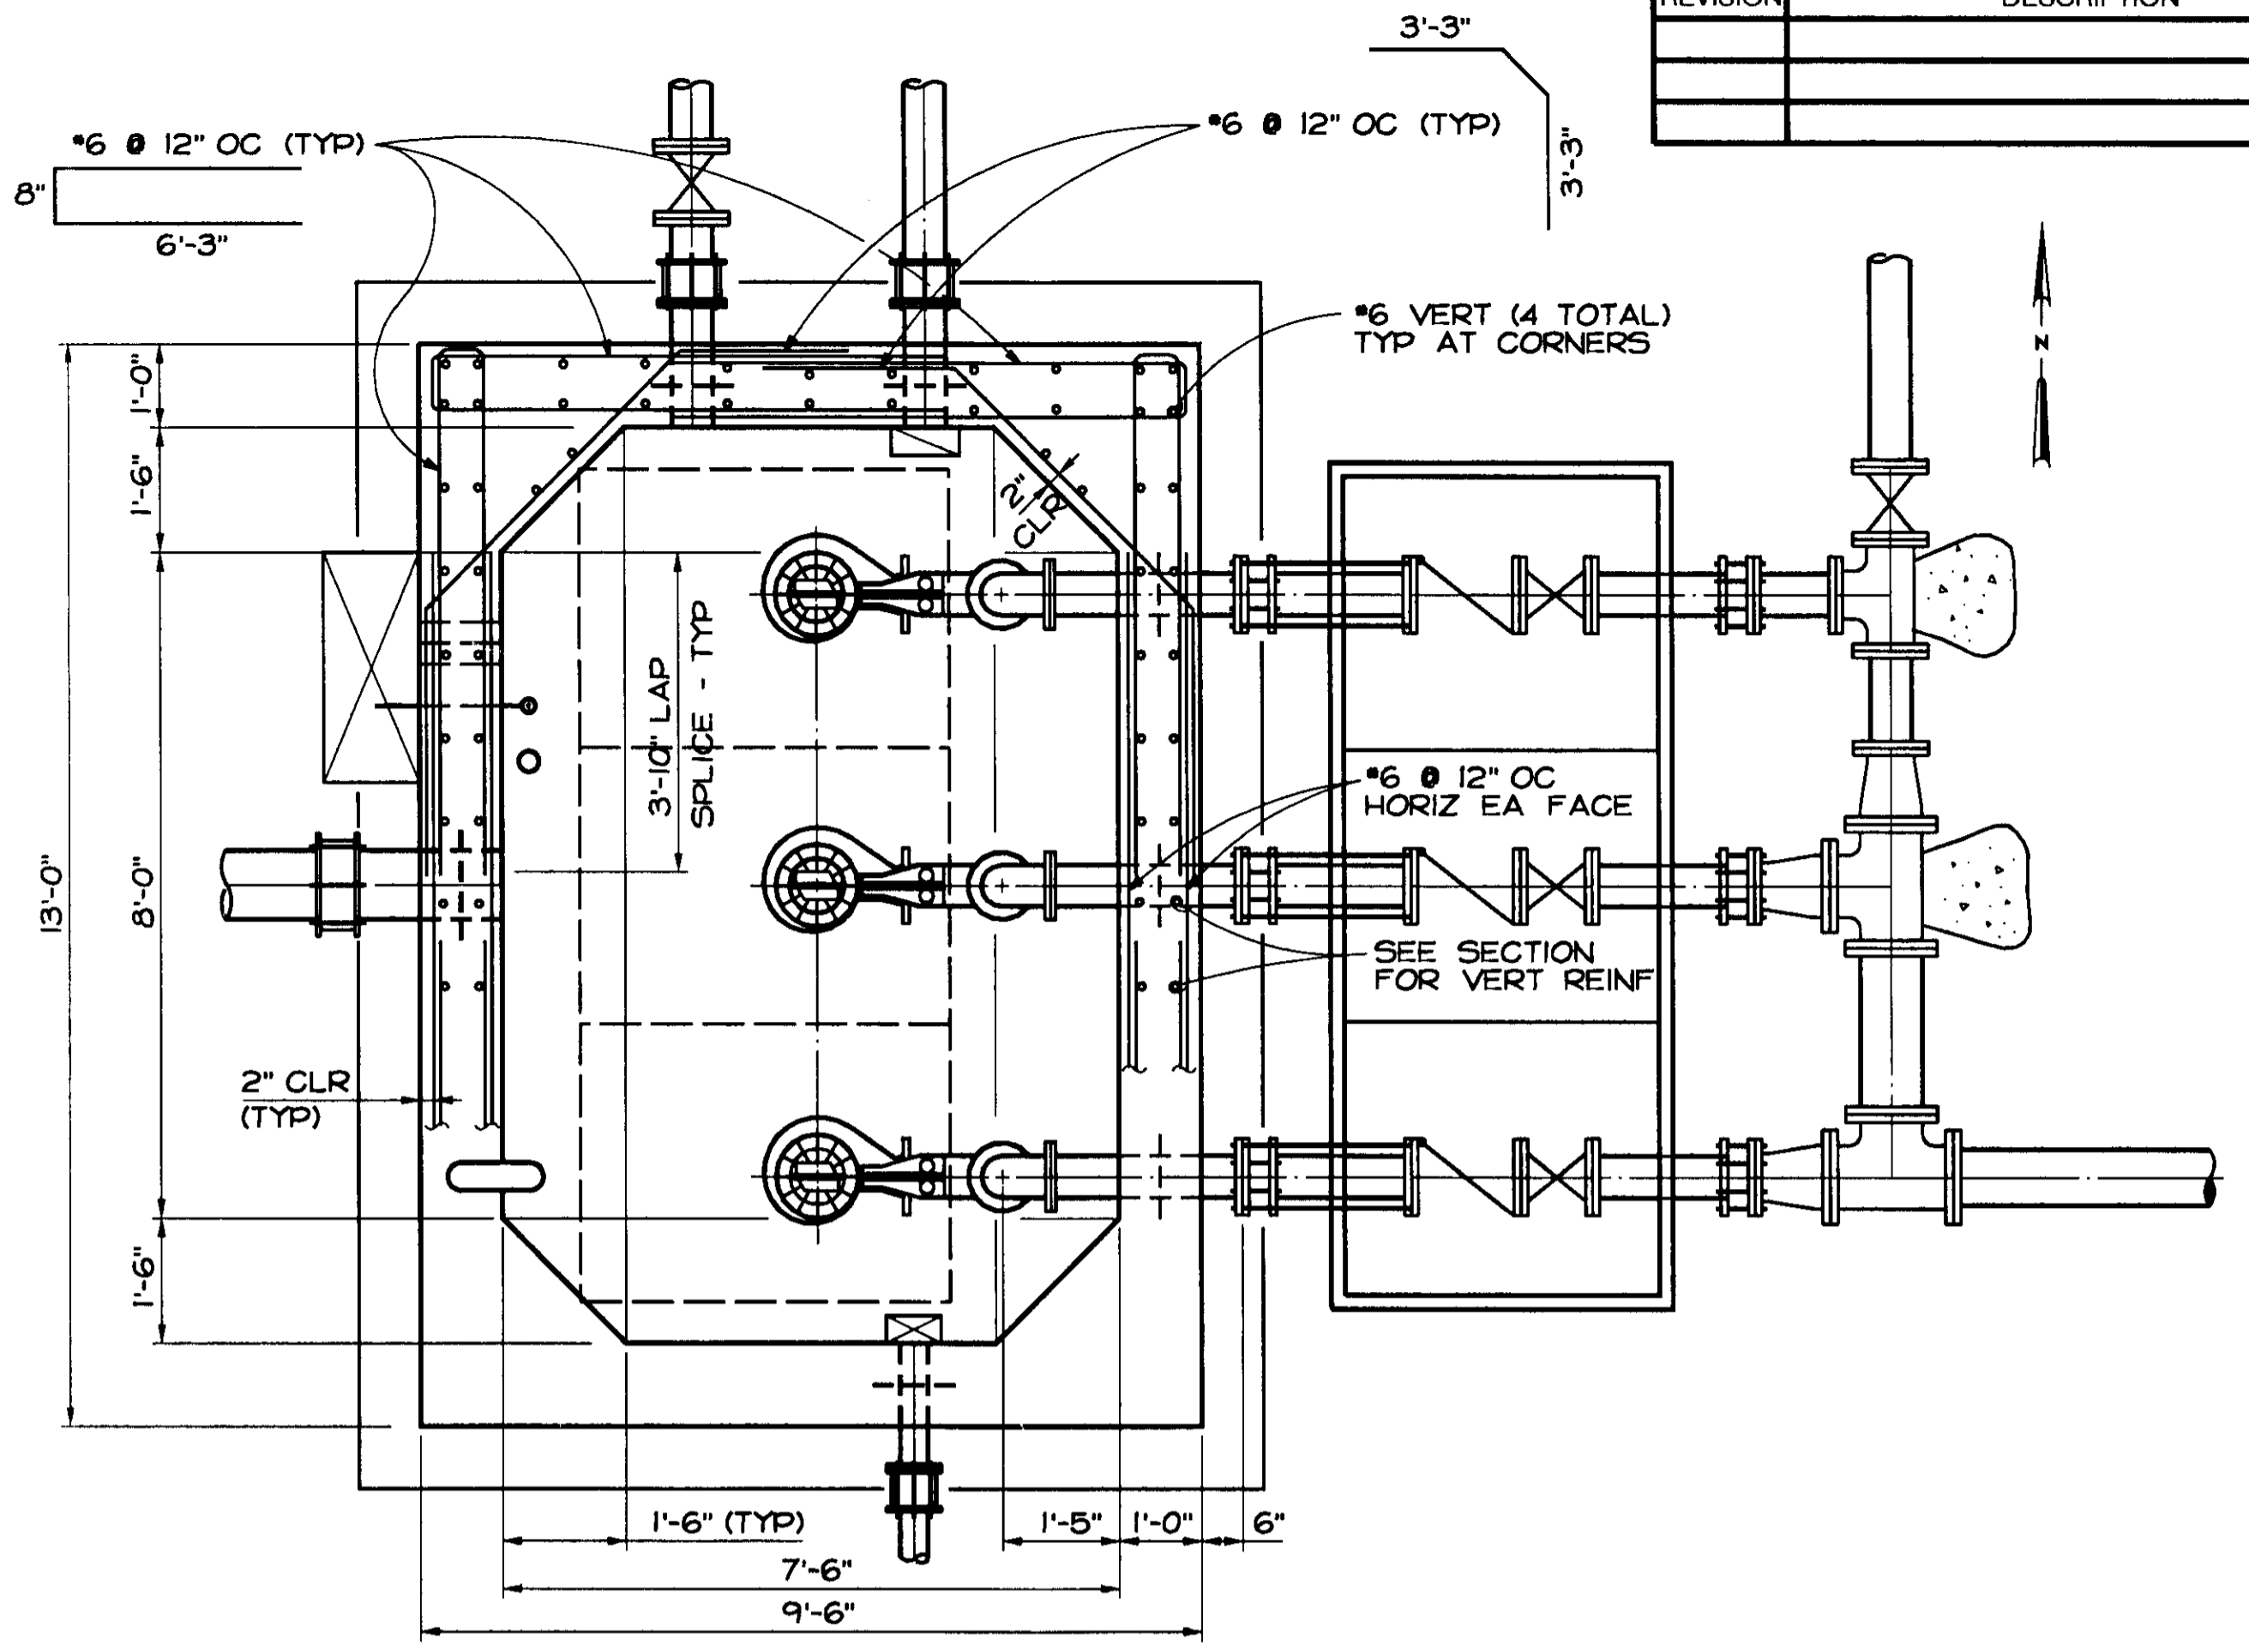 REVISION DESCRIPTION
3'-3"
3'-3"
#6 @ 12" OC (TYP)
#6 @ 12" OC (TYP)
8"
6'-3"
#6 VERT (4 TOTAL)
TYP AT CORNERS
N
1'-0"
1'-6"
2"
CLR
3'-10" LAP
SPLICE - TYP
13'-0"
8'-0"
#6 @ 12" OC
HORIZ EA FACE
SEE SECTION
FOR VERT REINF
2" CLR
(TYP)
1'-6"
1'-6" (TYP)
1'-5"
1'-0"
6"
7'-6"
9'-6"